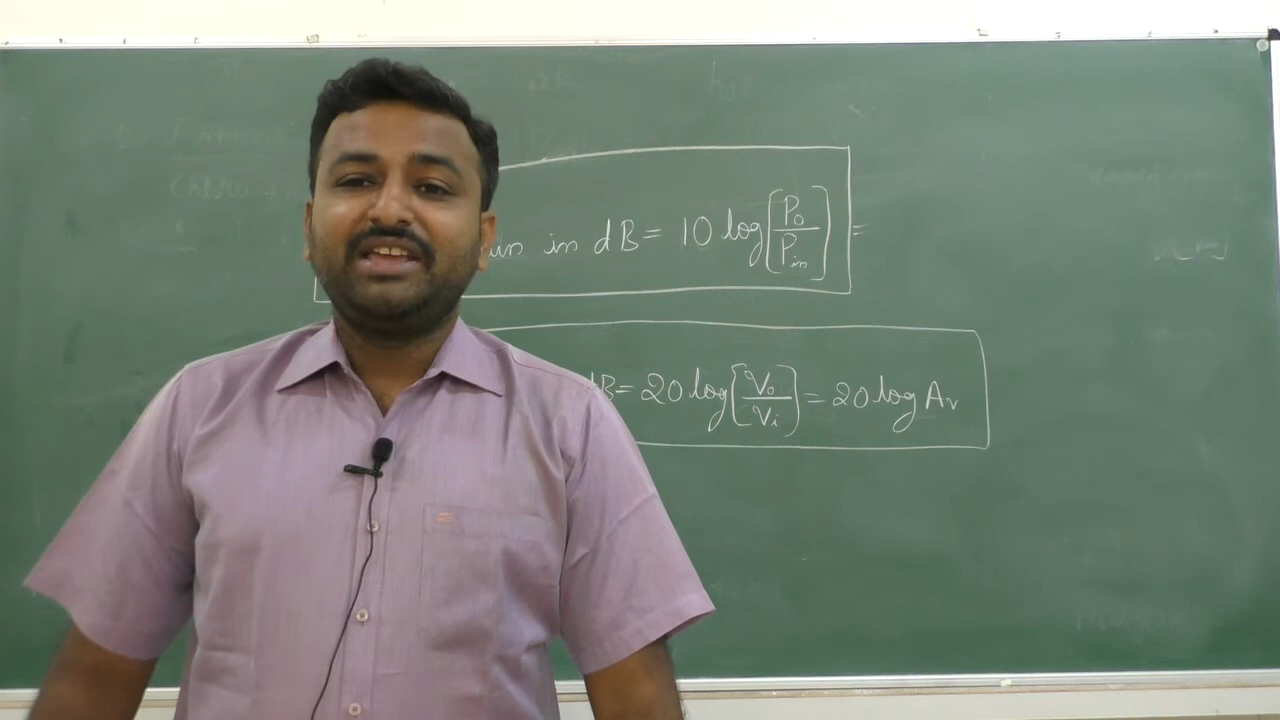 in dB = 10 log[P₀/Pᵢₙ] =
dB = 20 log[V₀/Vᵢ] = 20 log Aᵥ